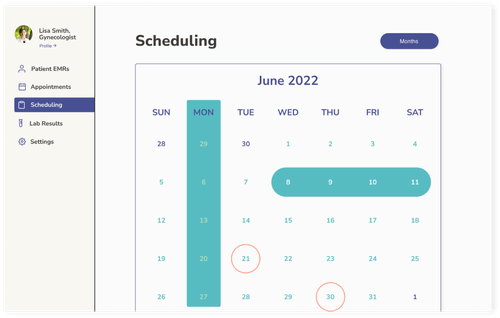 Lisa Smith,
Gynecologist
Profile
Patient EMRs
Appointments
Scheduling
Lab Results
Settings
Scheduling
Months
June 2022
SUN MON TUE WED THU FRI SAT
28 29 30 1 2 3 4
5 6 7 8 9 10 11
12 13 14 15 16 17 18
19 20 21 22 23 24 25
26 27 28 29 30 31 1